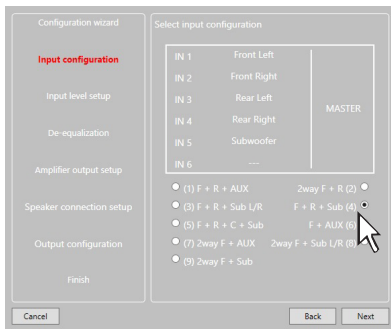 Configuration wizard
Input configuration
Input level setup
De-equalization
Amplifier output setup
Speaker connection setup
Output configuration
Finish
Select input configuration
IN 1 Front Left
IN 2 Front Right
IN 3 Rear Left
IN 4 Rear Right
IN 5 Subwoofer
IN 6 ---
MASTER
(1) F + R + AUX 2way F + R (2)
(3) F + R + Sub L/R F + R + Sub (4)
(5) F + R + C + Sub F + AUX (6)
(7) 2way F + AUX 2way F + Sub L/R (8)
(9) 2way F + Sub
Cancel Back Next